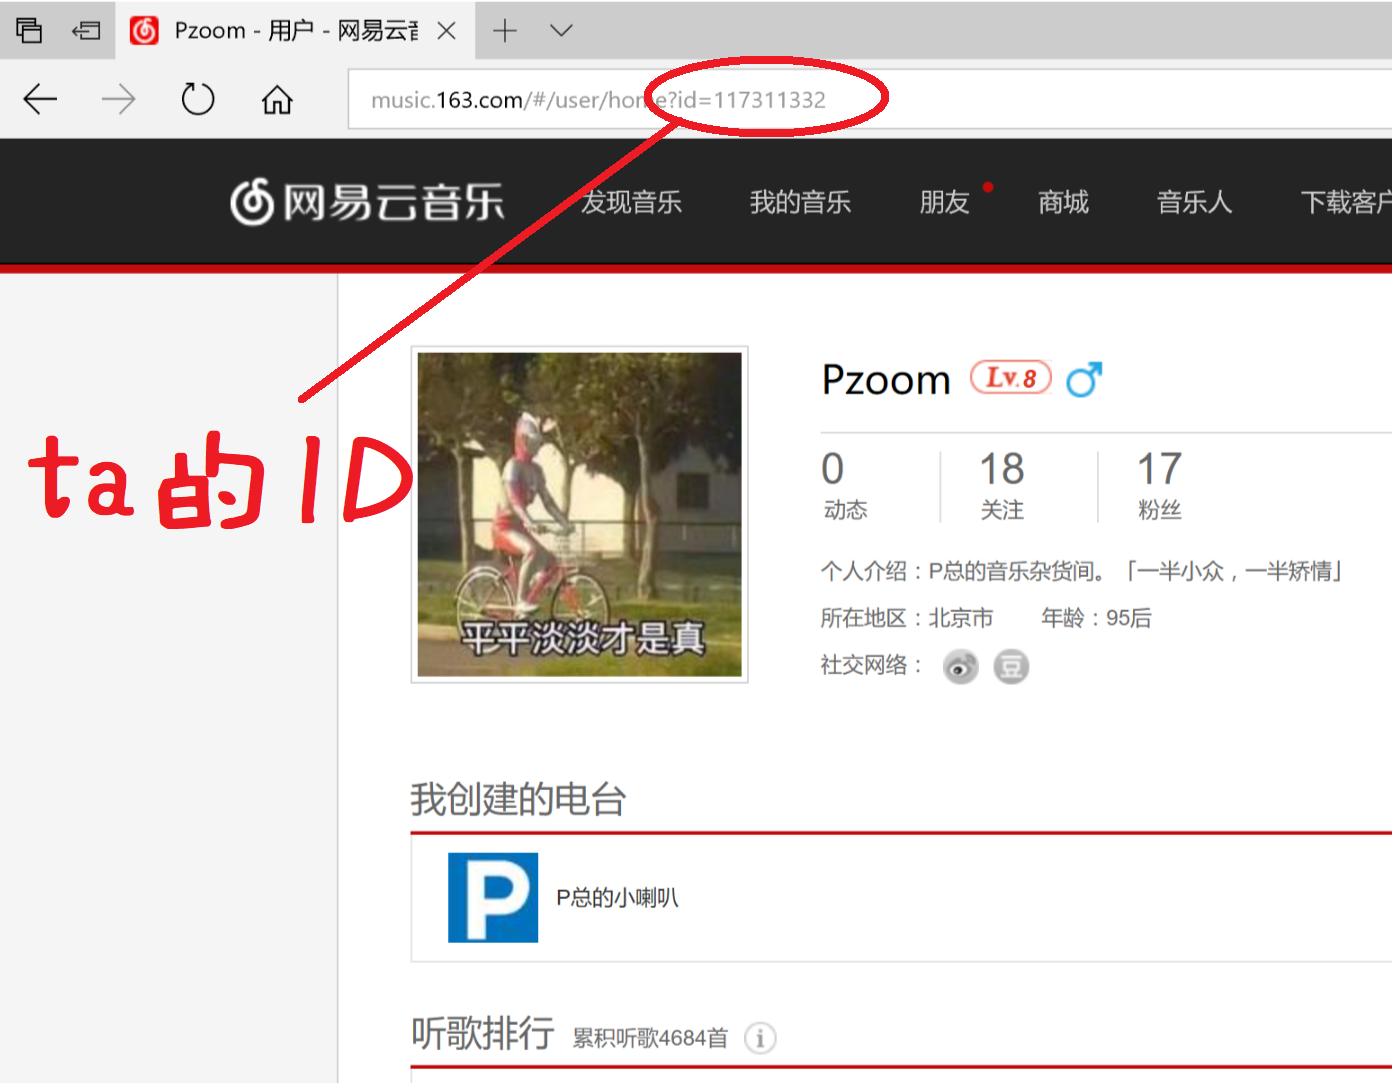 Pzoom - 用户 - 网易云音
music.163.com/#/user/home?id=117311332
网易云音乐 发现音乐 我的音乐 朋友 商城 音乐人 下载客户
ta的ID
平平淡淡才是真
Pzoom Lv.8
0 18 17
动态 关注 粉丝
个人介绍：P总的音乐杂货间。「一半小众，一半矫情」
所在地区：北京市 年龄：95后
社交网络： 豆
我创建的电台
P P总的小喇叭
听歌排行 累积听歌4684首 i